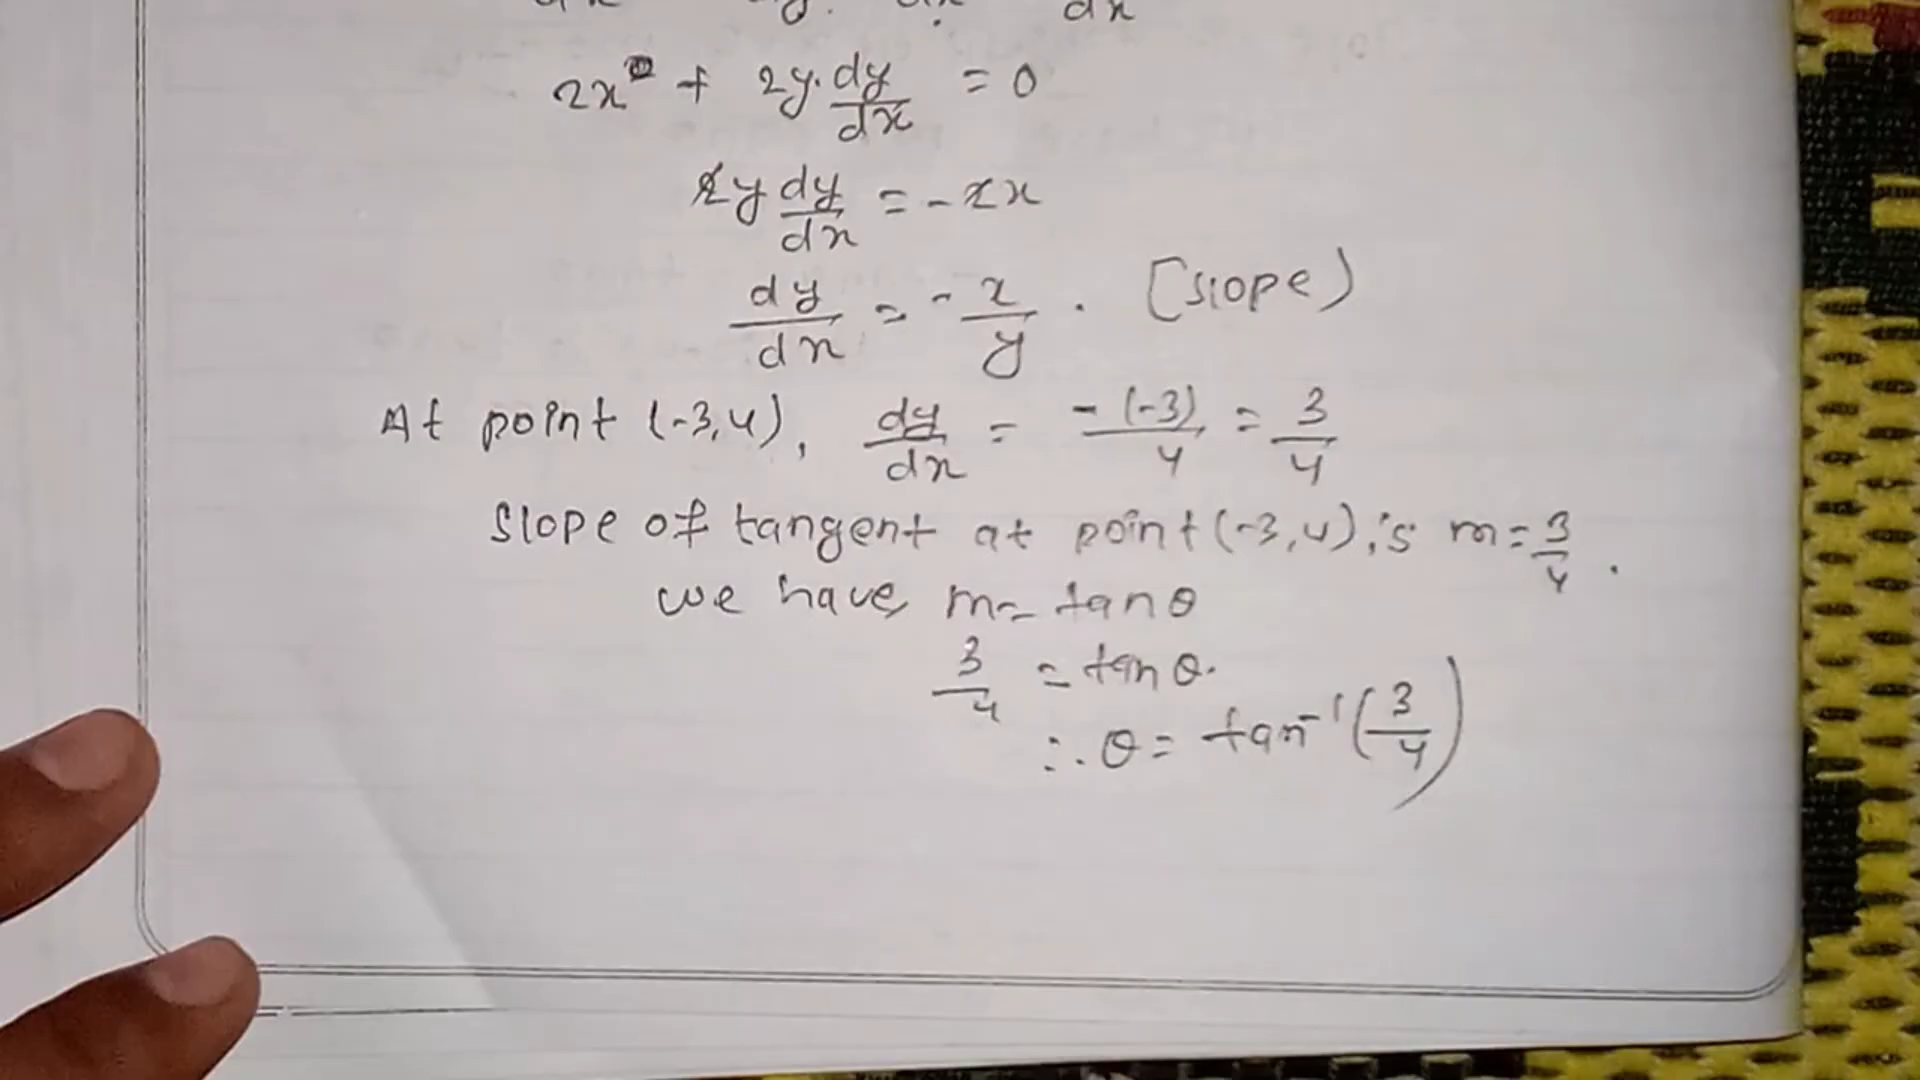 2x + 2y. dy/dx = 0
2y dy/dx = -2x
dy/dx = -x/y . [slope)
At point (-3,4), dy/dx = -(-3)/4 = 3/4
slope of tangent at point (-3,4), is m = 3/4 .
we have, m = tan θ
3/4 = tan θ.
∴ θ = tan⁻¹(3/4)